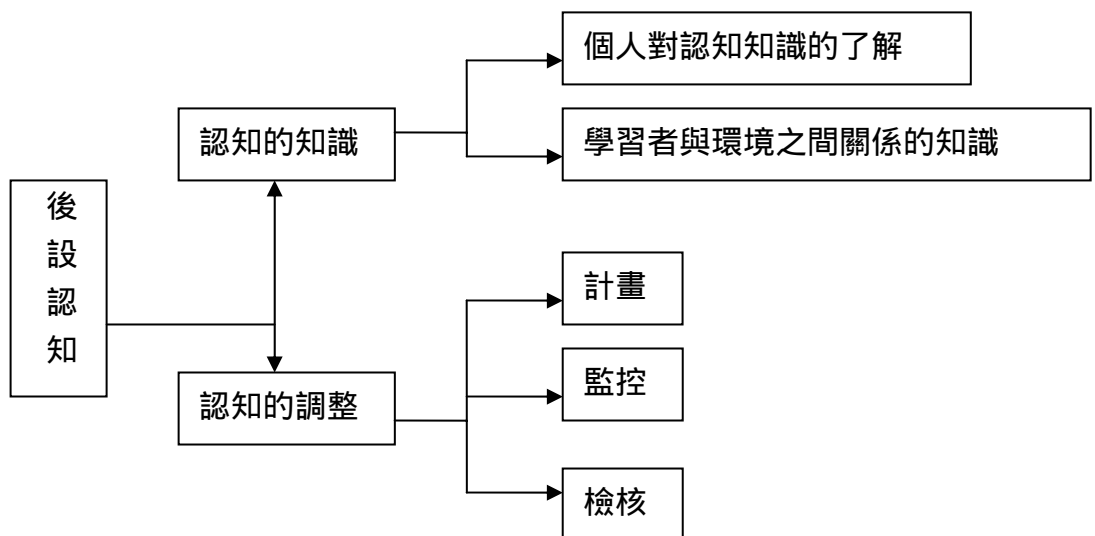 後設認知
認知的知識
個人對認知知識的了解
學習者與環境之間關係的知識
認知的調整
計畫
監控
檢核